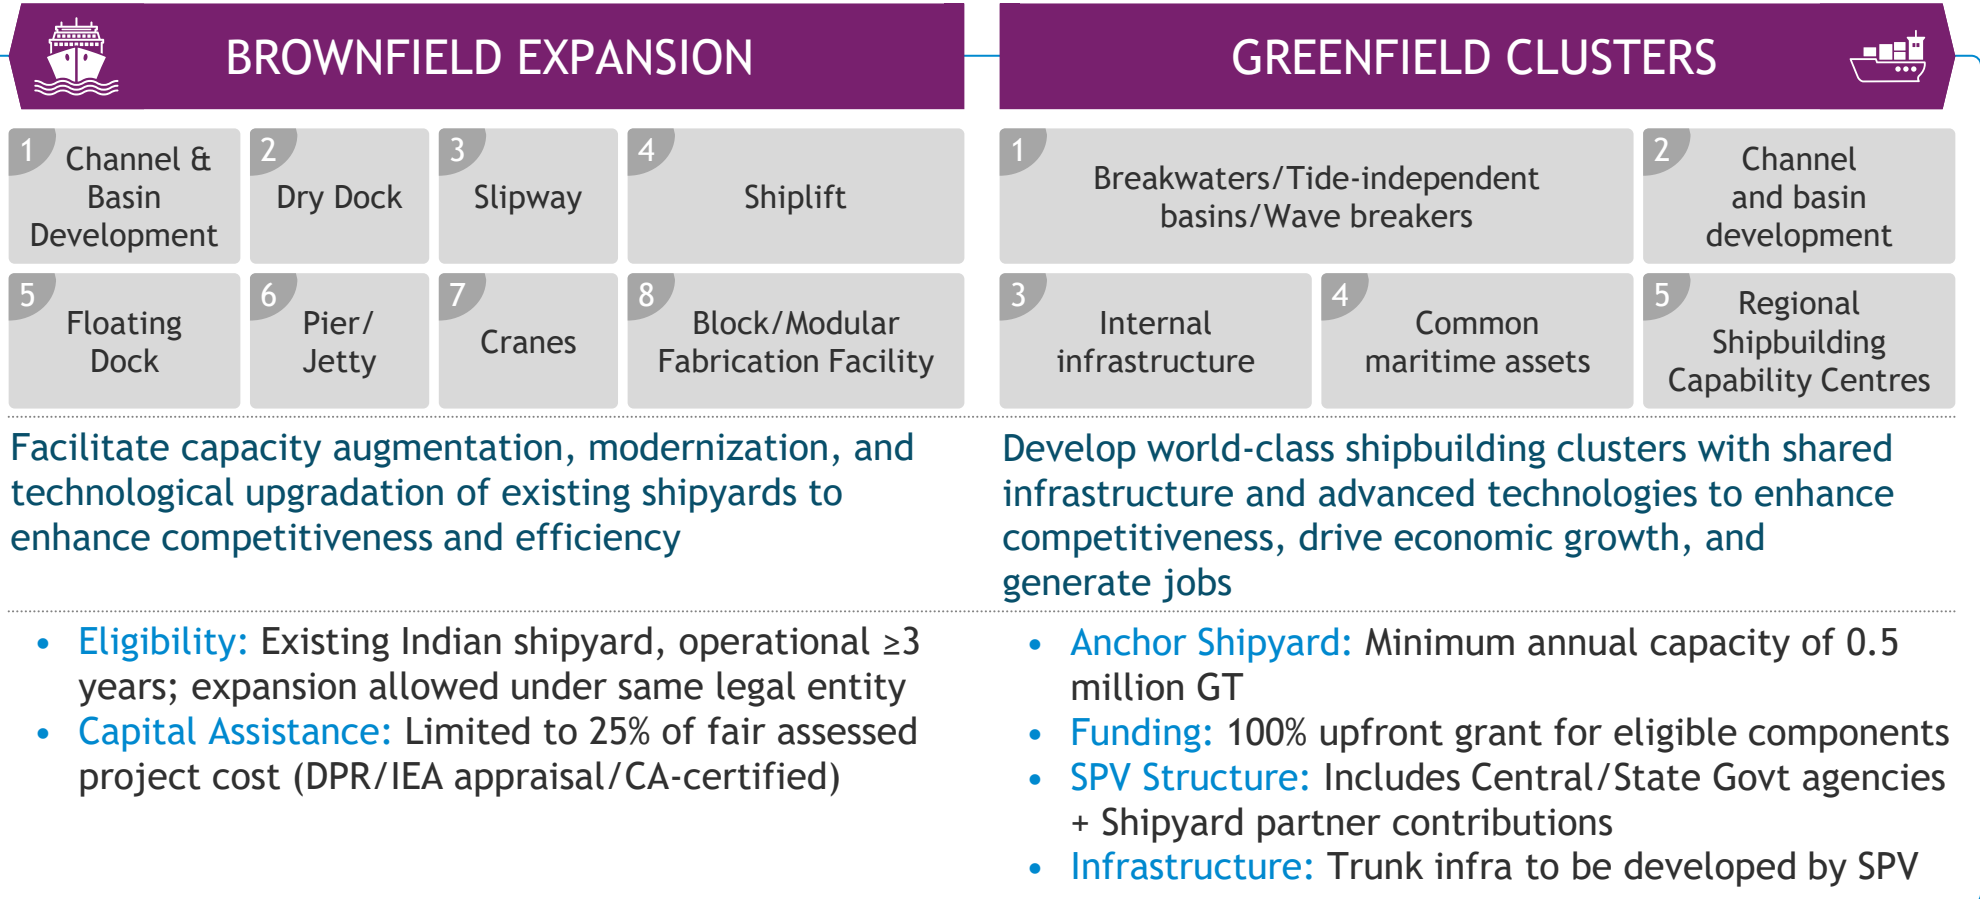 BROWNFIELD EXPANSION
1
Channel &
Basin
Development
2
Dry Dock
3
Slipway
4
Shiplift
5
Floating
Dock
6
Pier/
Jetty
7
Cranes
8
Block/Modular
Fabrication Facility
Facilitate capacity augmentation, modernization, and
technological upgradation of existing shipyards to
enhance competitiveness and efficiency
• Eligibility: Existing Indian shipyard, operational ≥3
years; expansion allowed under same legal entity
• Capital Assistance: Limited to 25% of fair assessed
project cost (DPR/IEA appraisal/CA-certified)
GREENFIELD CLUSTERS
1
Breakwaters/Tide-independent
basins/Wave breakers
2
Channel
and basin
development
3
Internal
infrastructure
4
Common
maritime assets
5
Regional
Shipbuilding
Capability Centres
Develop world-class shipbuilding clusters with shared
infrastructure and advanced technologies to enhance
competitiveness, drive economic growth, and
generate jobs
• Anchor Shipyard: Minimum annual capacity of 0.5
million GT
• Funding: 100% upfront grant for eligible components
• SPV Structure: Includes Central/State Govt agencies
+ Shipyard partner contributions
• Infrastructure: Trunk infra to be developed by SPV